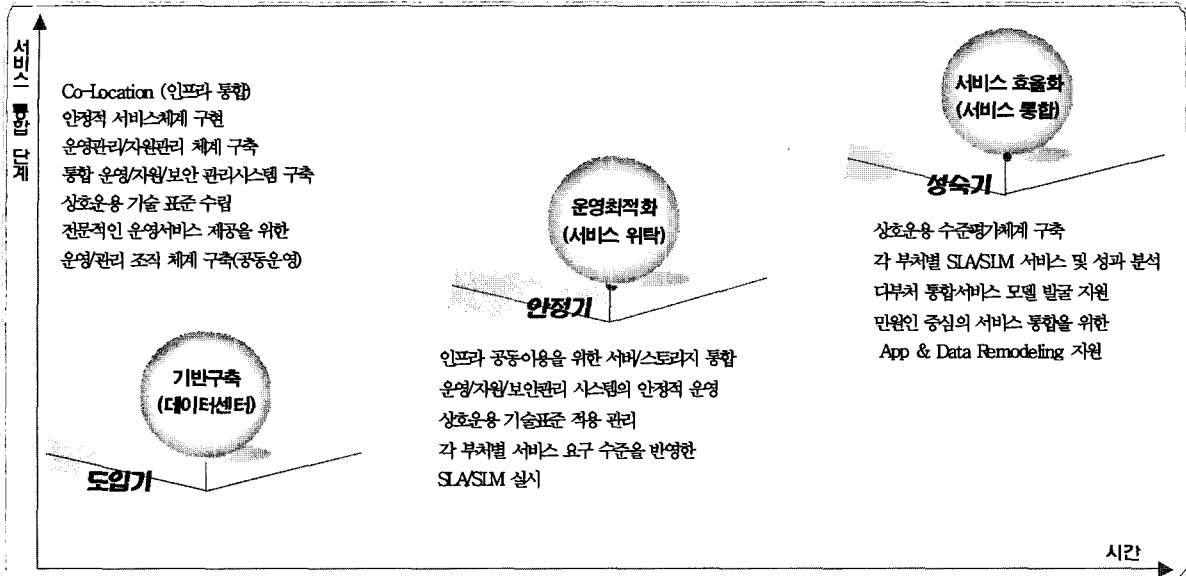 서비스 통합 단계
Co-Location (인프라 통합)
안정적 서비스체계 구현
운영관리/자원관리 체계 구축
통합 운영/자원/보안 관리시스템 구축
상호운용 기술 표준 수립
전문적인 운영서비스 제공을 위한
운영/관리 조직 체계 구축(공동운영)
기반구축
(데이터센터)
도입기
운영최적화
(서비스 위탁)
안정기
인프라 공동이용을 위한 서버/스토리지 통합
운영/자원/보안관리 시스템의 안정적 운영
상호운용 기술표준 적용 관리
각 부처별 서비스 요구 수준을 반영한
SLA/SLM 실시
서비스 효율화
(서비스 통합)
성숙기
상호운용 수준평가체계 구축
각 부처별 SLA/SLM 서비스 및 성과 분석
다부처 통합서비스 모델 발굴 지원
민원인 중심의 서비스 통합을 위한
App & Data Remodeling 지원
시간